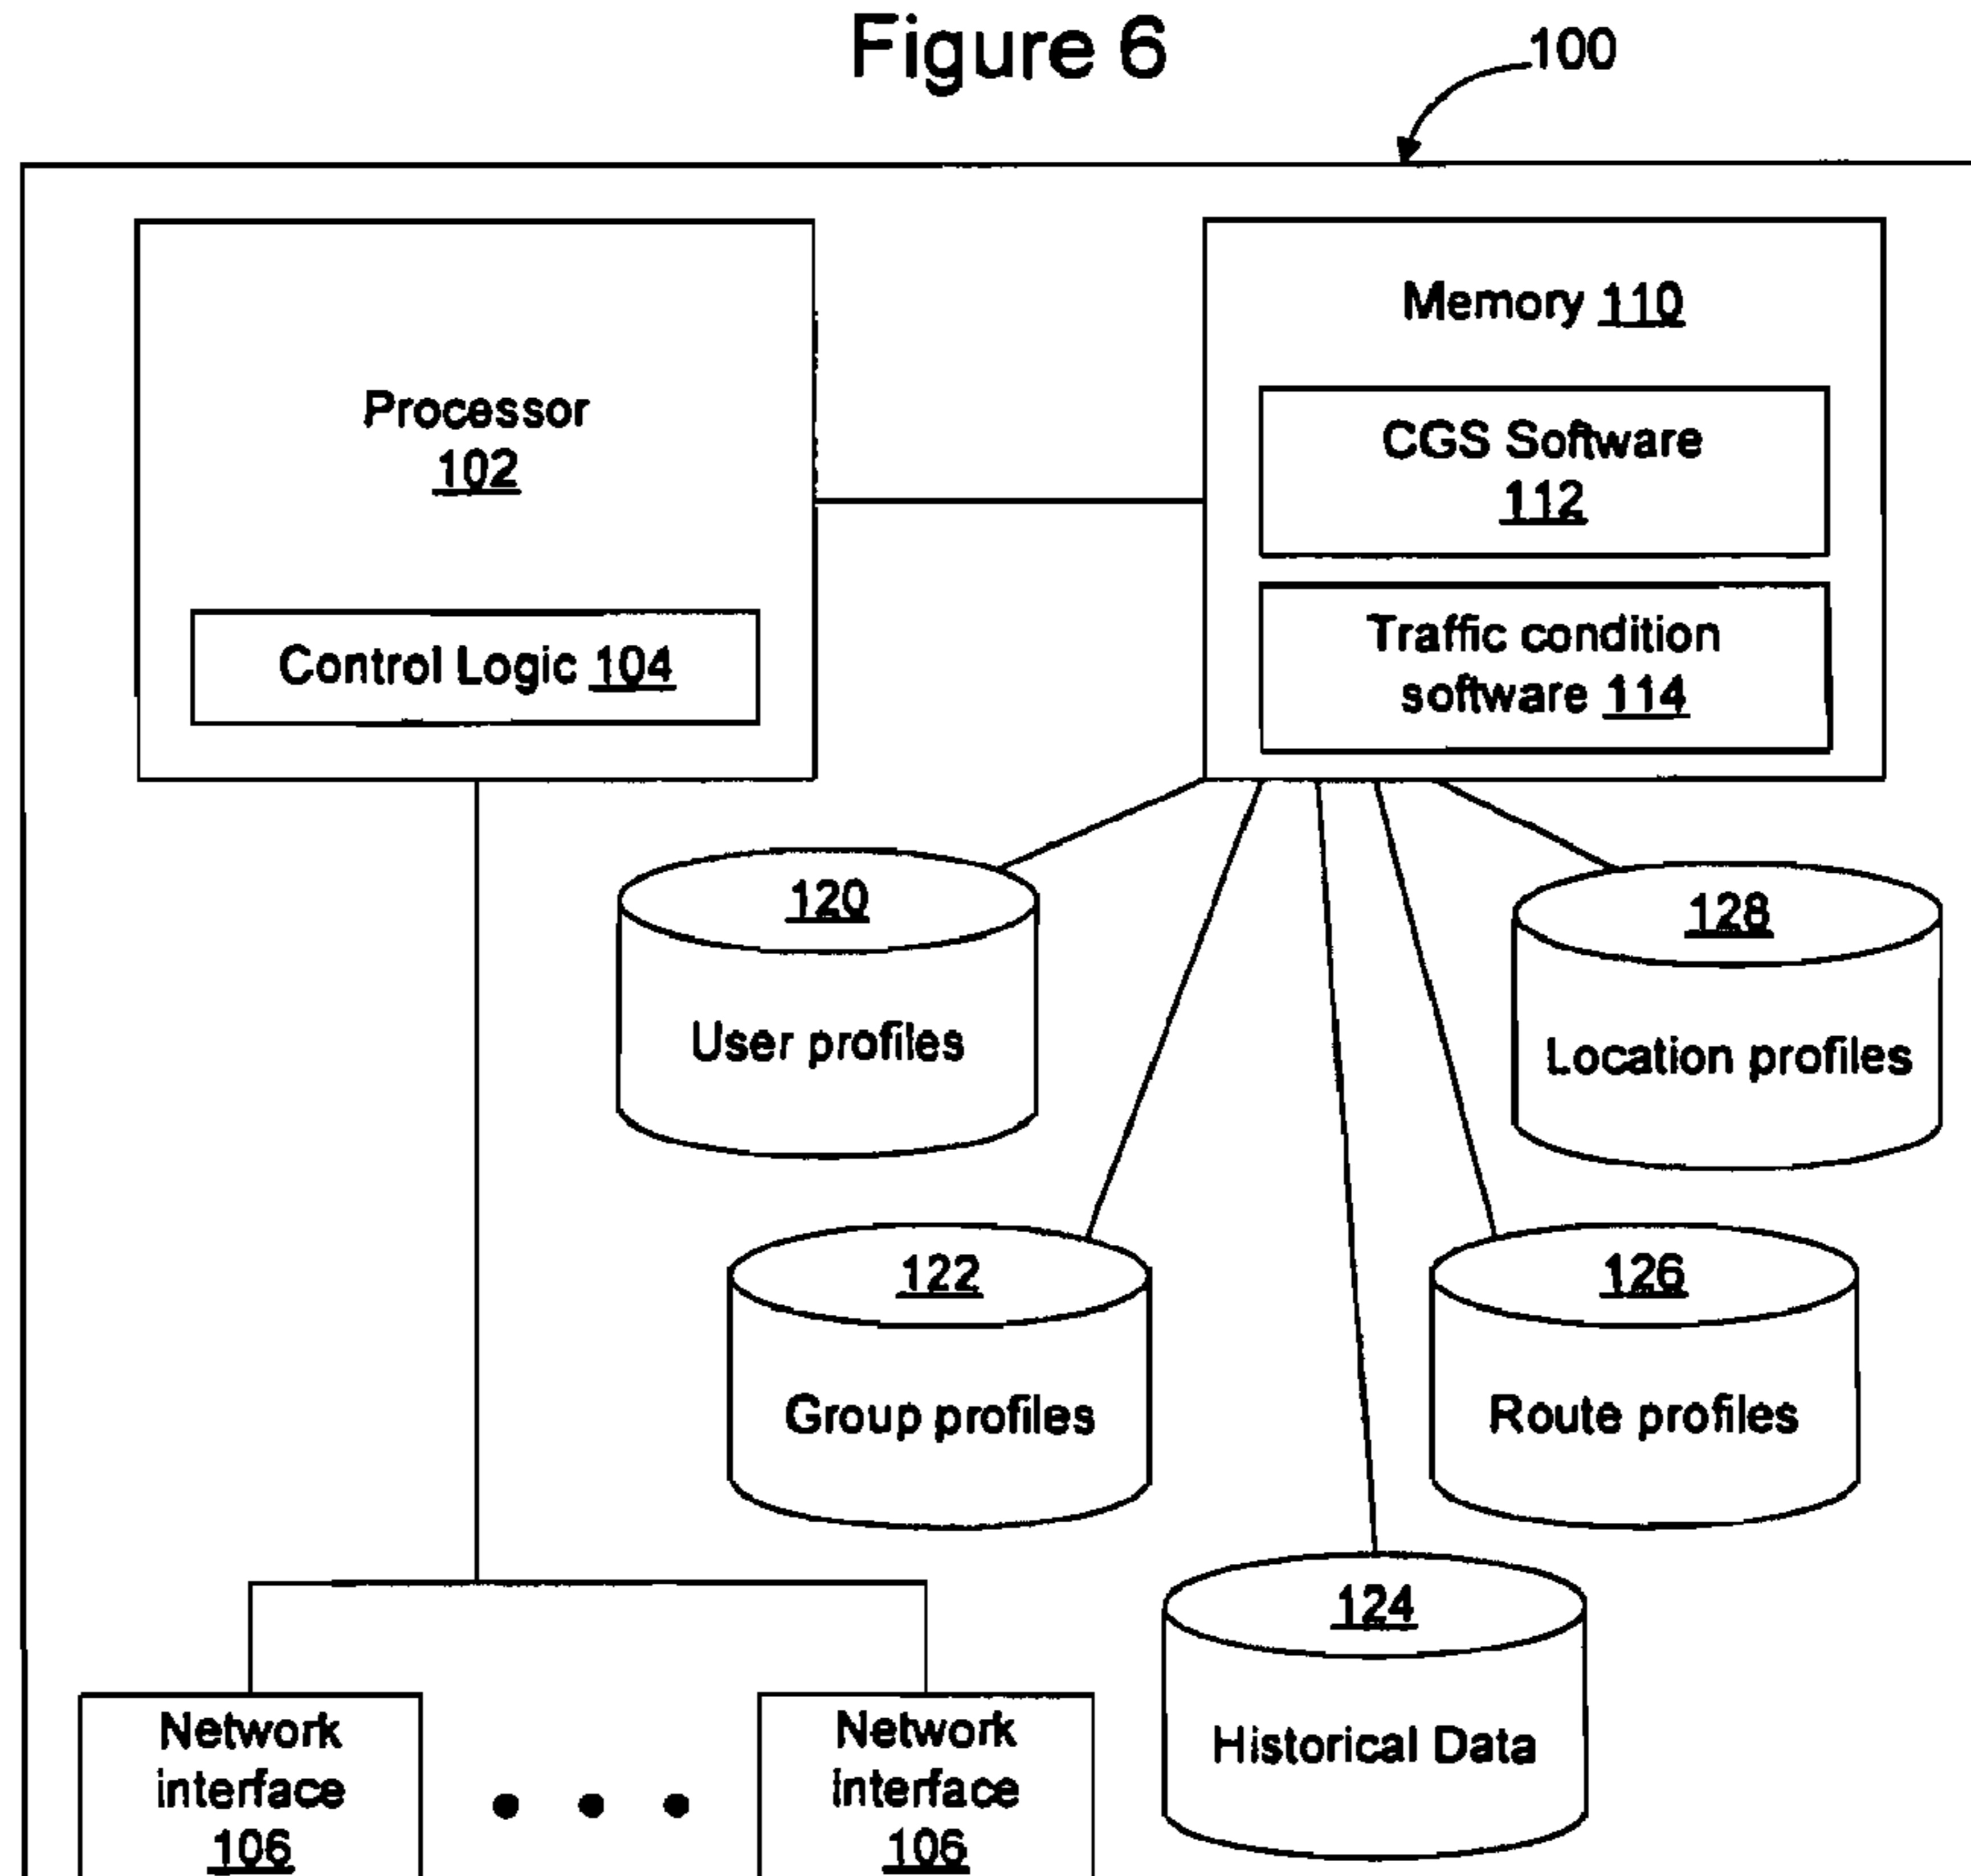 Figure 6
100
Processor
102
Control Logic 104
Memory 110
CGS Software
112
Traffic condition
software 114
120
User profiles
128
Location profiles
122
Group profiles
126
Route profiles
124
Historical Data
Network
interface
106
Network
interface
106